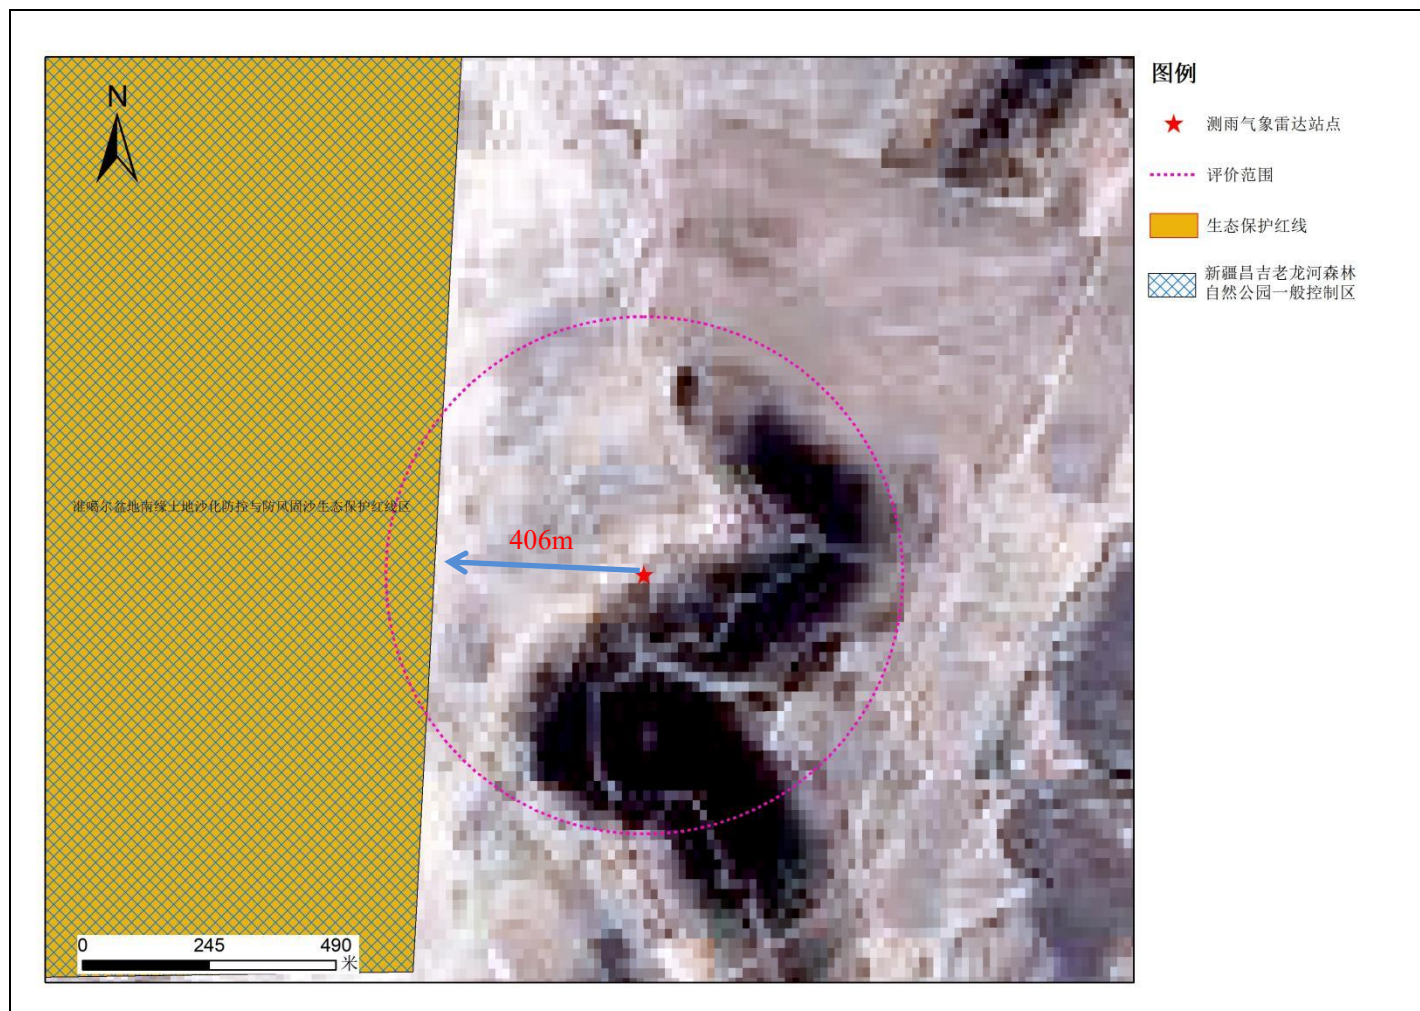 N
准噶尔盆地南缘土地沙化防控与防风固沙生态保护红线区
406m
0 245 490
米
图例
测雨气象雷达站点
评价范围
生态保护红线
新疆昌吉老龙河森林
自然公园一般控制区